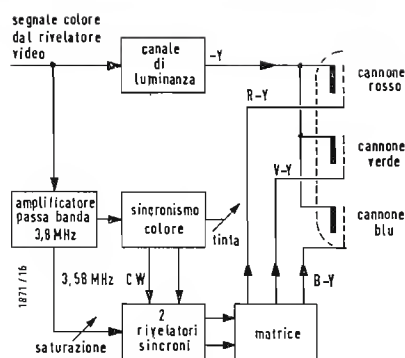 segnale colore
dal rivelatore
video
canale
di
luminanza
-Y
cannone
rosso
R-Y
cannone
verde
V-Y
cannone
blu
amplificatore
passa banda
3,8 MHz
sincronismo
colore
tinta
B-Y
3,58 MHz
CW
1871/16
saturazione
2
rivelatori
sincroni
matrice